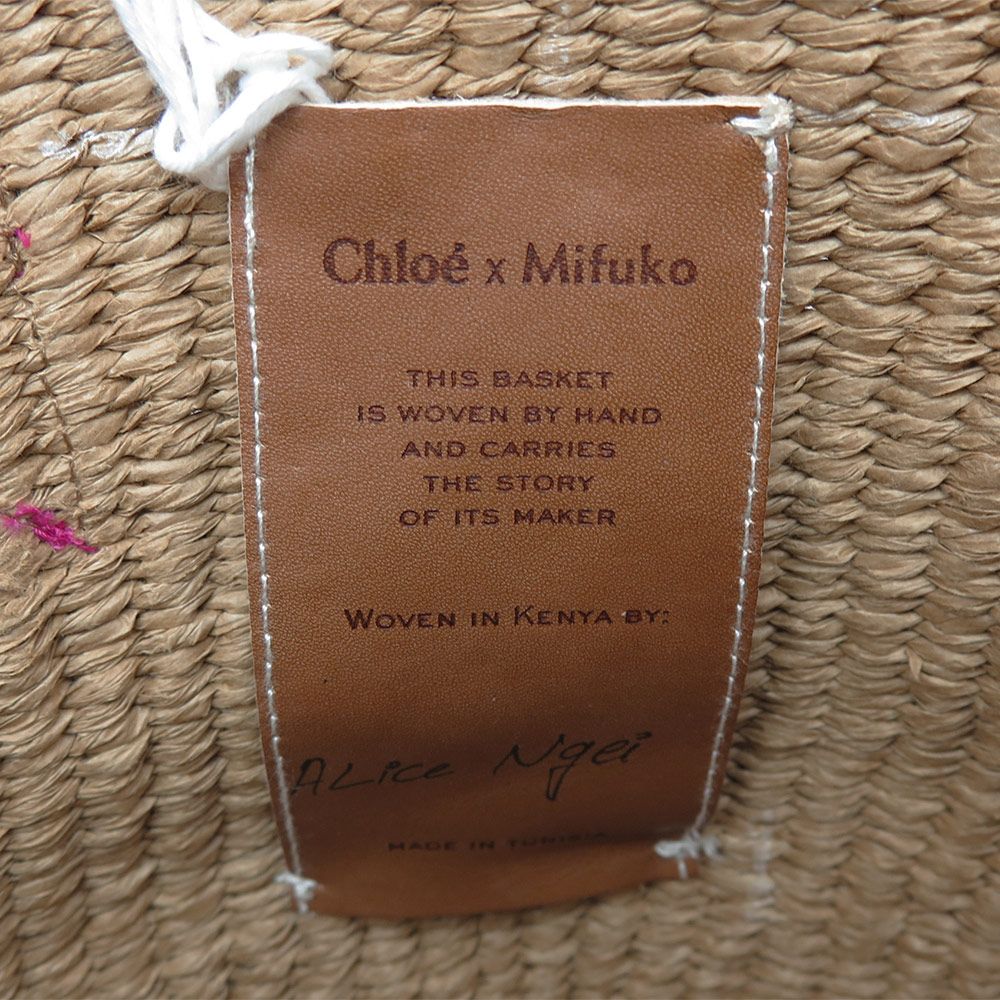 Chloé x Mifuko
THIS BASKET
IS WOVEN BY HAND
AND CARRIES
THE STORY
OF ITS MAKER
WOVEN IN KENYA BY:
ALice Ngei
MADE IN TUNISIA